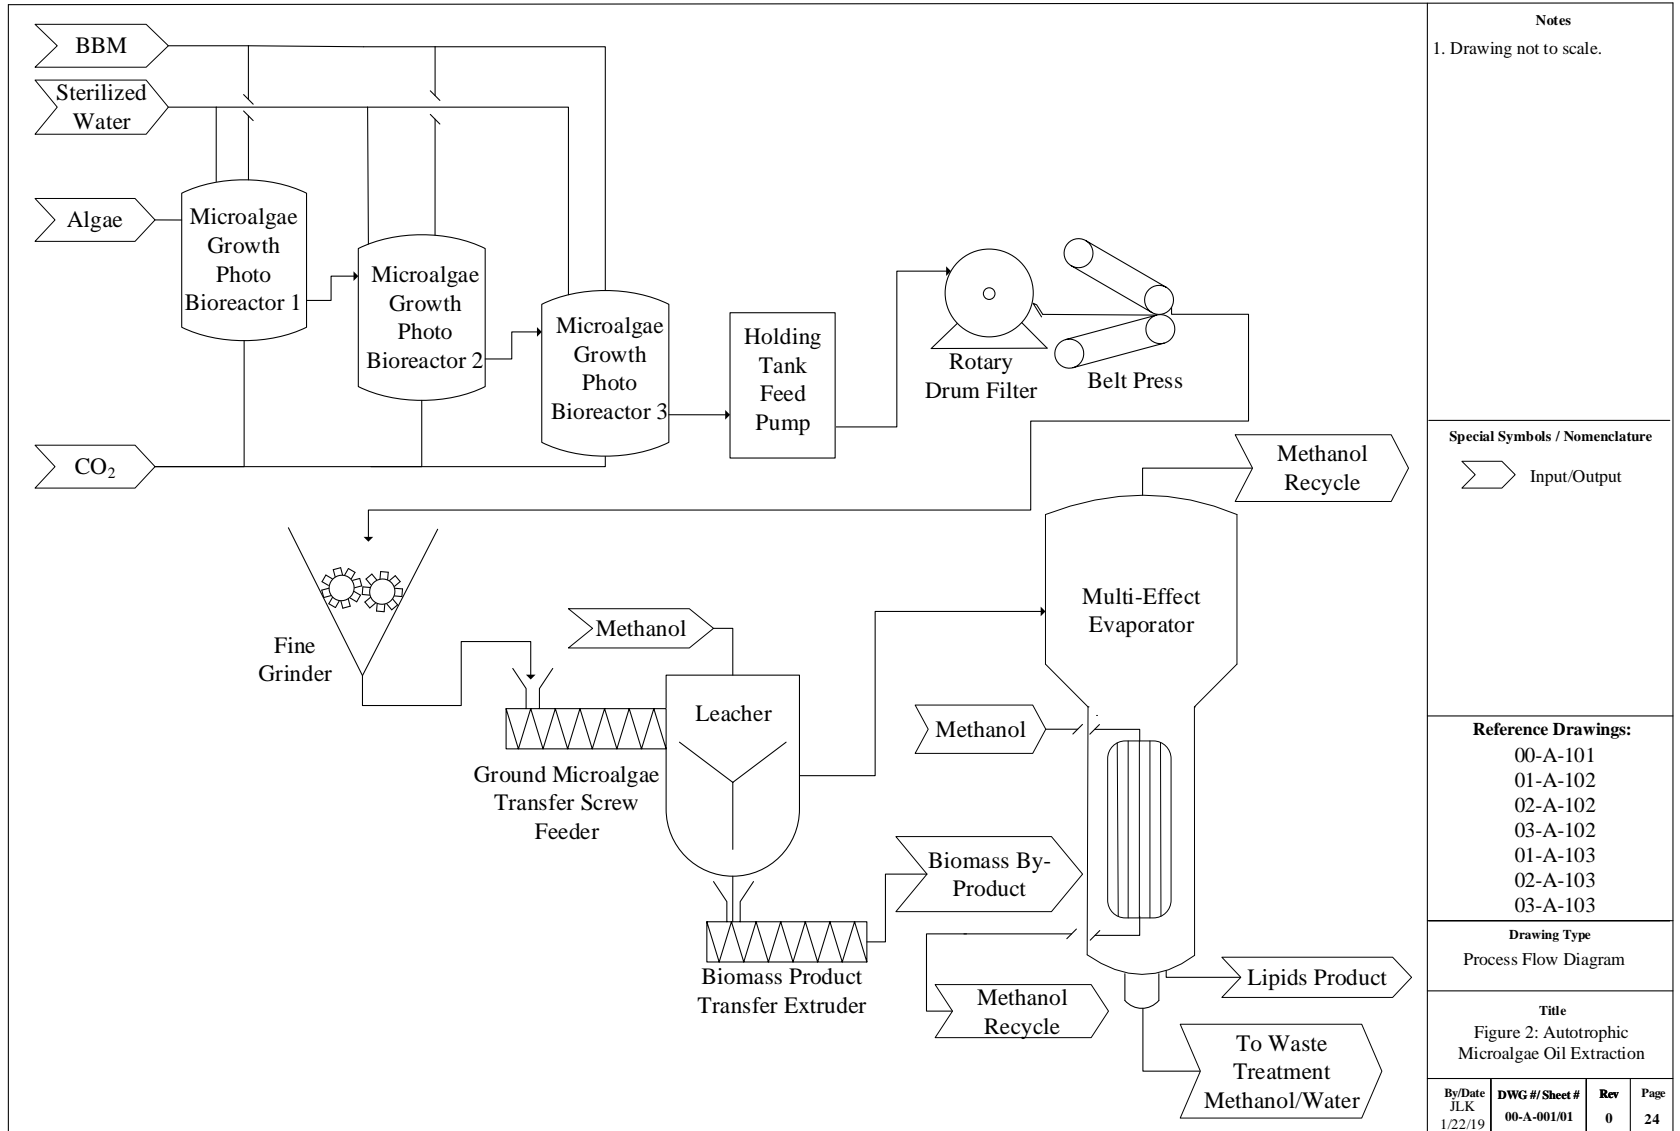 BBM
Sterilized
Water
Algae
CO2
Microalgae
Growth
Photo
Bioreactor 1
Microalgae
Growth
Photo
Bioreactor 2
Microalgae
Growth
Photo
Bioreactor 3
Holding
Tank
Feed
Pump
Rotary
Drum Filter
Belt Press
Methanol
Recycle
Multi-Effect
Evaporator
Fine
Grinder
Methanol
Leacher
Ground Microalgae
Transfer Screw
Feeder
Methanol
Biomass By-
Product
Biomass Product
Transfer Extruder
Methanol
Recycle
Lipids Product
To Waste
Treatment
Methanol/Water
Notes
1. Drawing not to scale.
Special Symbols / Nomenclature
Input/Output
Reference Drawings:
00-A-101
01-A-102
02-A-102
03-A-102
01-A-103
02-A-103
03-A-103
Drawing Type
Process Flow Diagram
Title
Figure 2: Autotrophic
Microalgae Oil Extraction
By/Date
JLK
1/22/19
DWG #/ Sheet #
00-A-001/01
Rev
0
Page
24